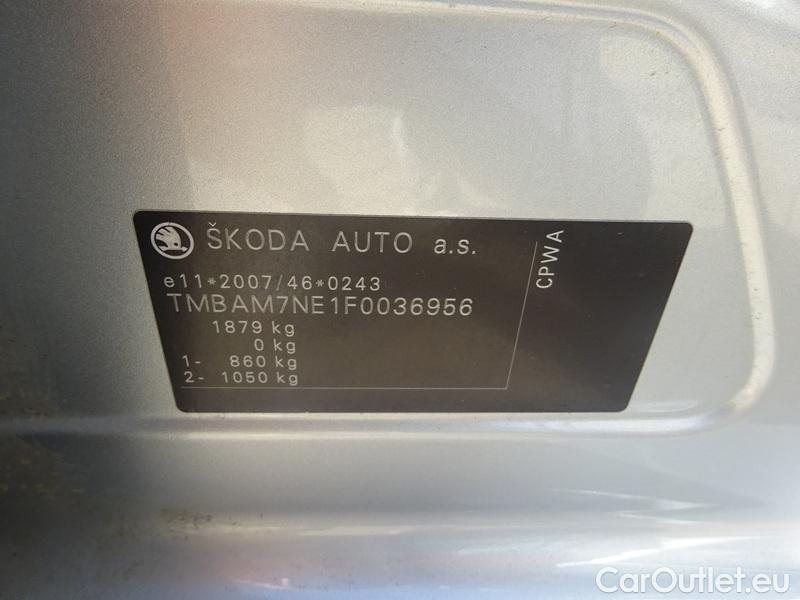 ŠKODA AUTO a.s.
e11*2007/46*0243
TMBAM7NE1F0036956
1879 kg
0 kg
1- 860 kg
2- 1050 kg
CPWA
CarOutlet.eu